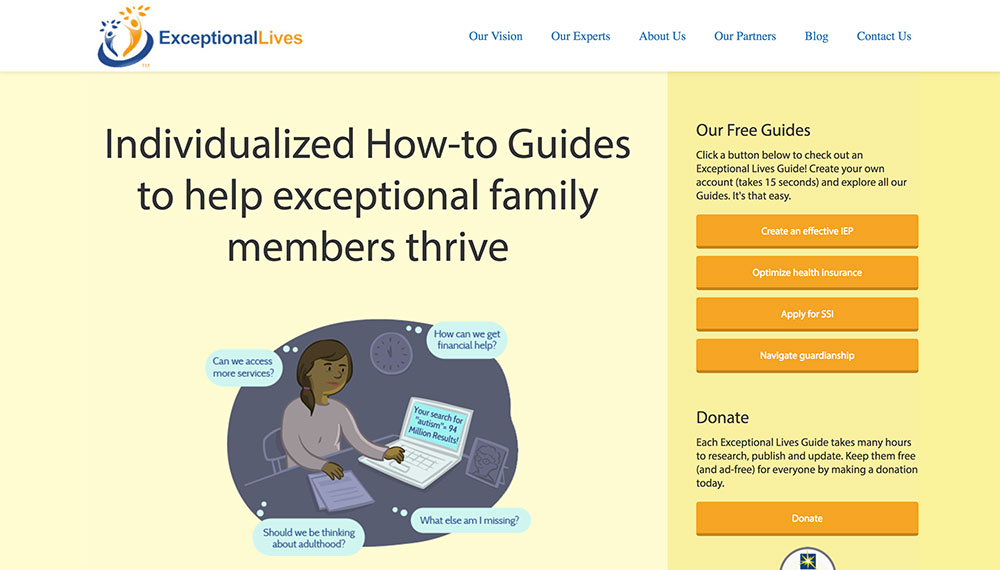 ExceptionalLives
TM
Our Vision
Our Experts
About Us
Our Partners
Blog
Contact Us
Individualized How-to Guides
to help exceptional family
members thrive
Can we access
more services?
How can we get
financial help?
Your search for
"autism"= 94
Million Results!
What else am I missing?
Should we be thinking
about adulthood?
Our Free Guides
Click a button below to check out an
Exceptional Lives Guide! Create your own
account (takes 15 seconds) and explore all our
Guides. It's that easy.
Create an effective IEP
Optimize health insurance
Apply for SSI
Navigate guardianship
Donate
Each Exceptional Lives Guide takes many hours
to research, publish and update. Keep them free
(and ad-free) for everyone by making a donation
today.
Donate